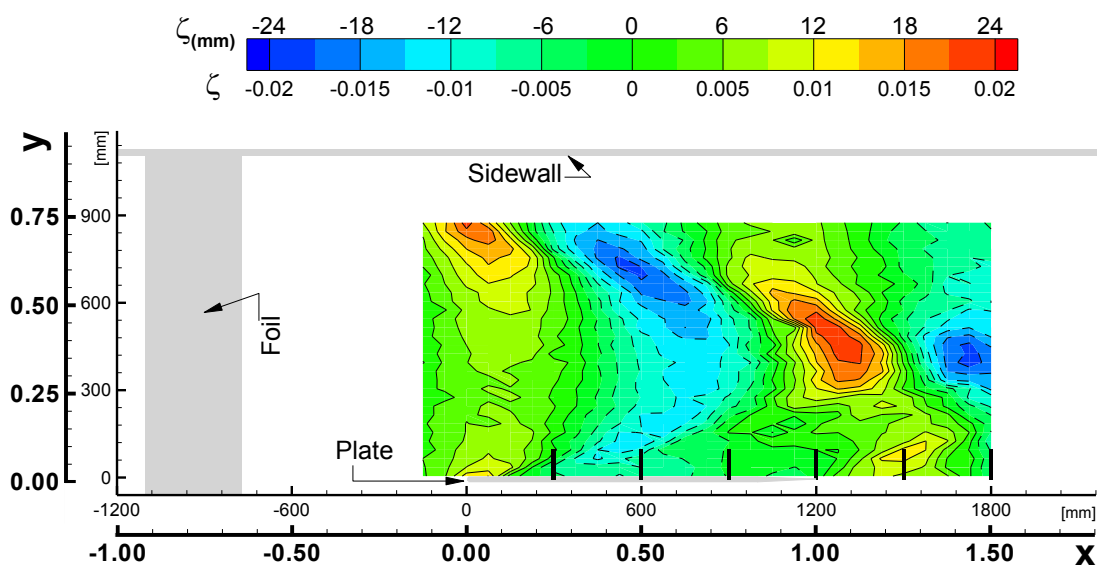 ζ(mm) -24 -18 -12 -6 0 6 12 18 24
ζ -0.02 -0.015 -0.01 -0.005 0 0.005 0.01 0.015 0.02
y
[mm]
Sidewall
0.75 900
0.50 600
Foil
0.25 300
Plate
0.00 0
-1200 -600 0 600 1200 1800 [mm]
-1.00 -0.50 0.00 0.50 1.00 1.50 x